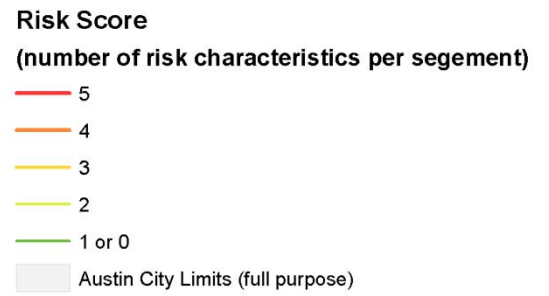 Risk Score
(number of risk characteristics per segement)
5
4
3
2
1 or 0
Austin City Limits (full purpose)